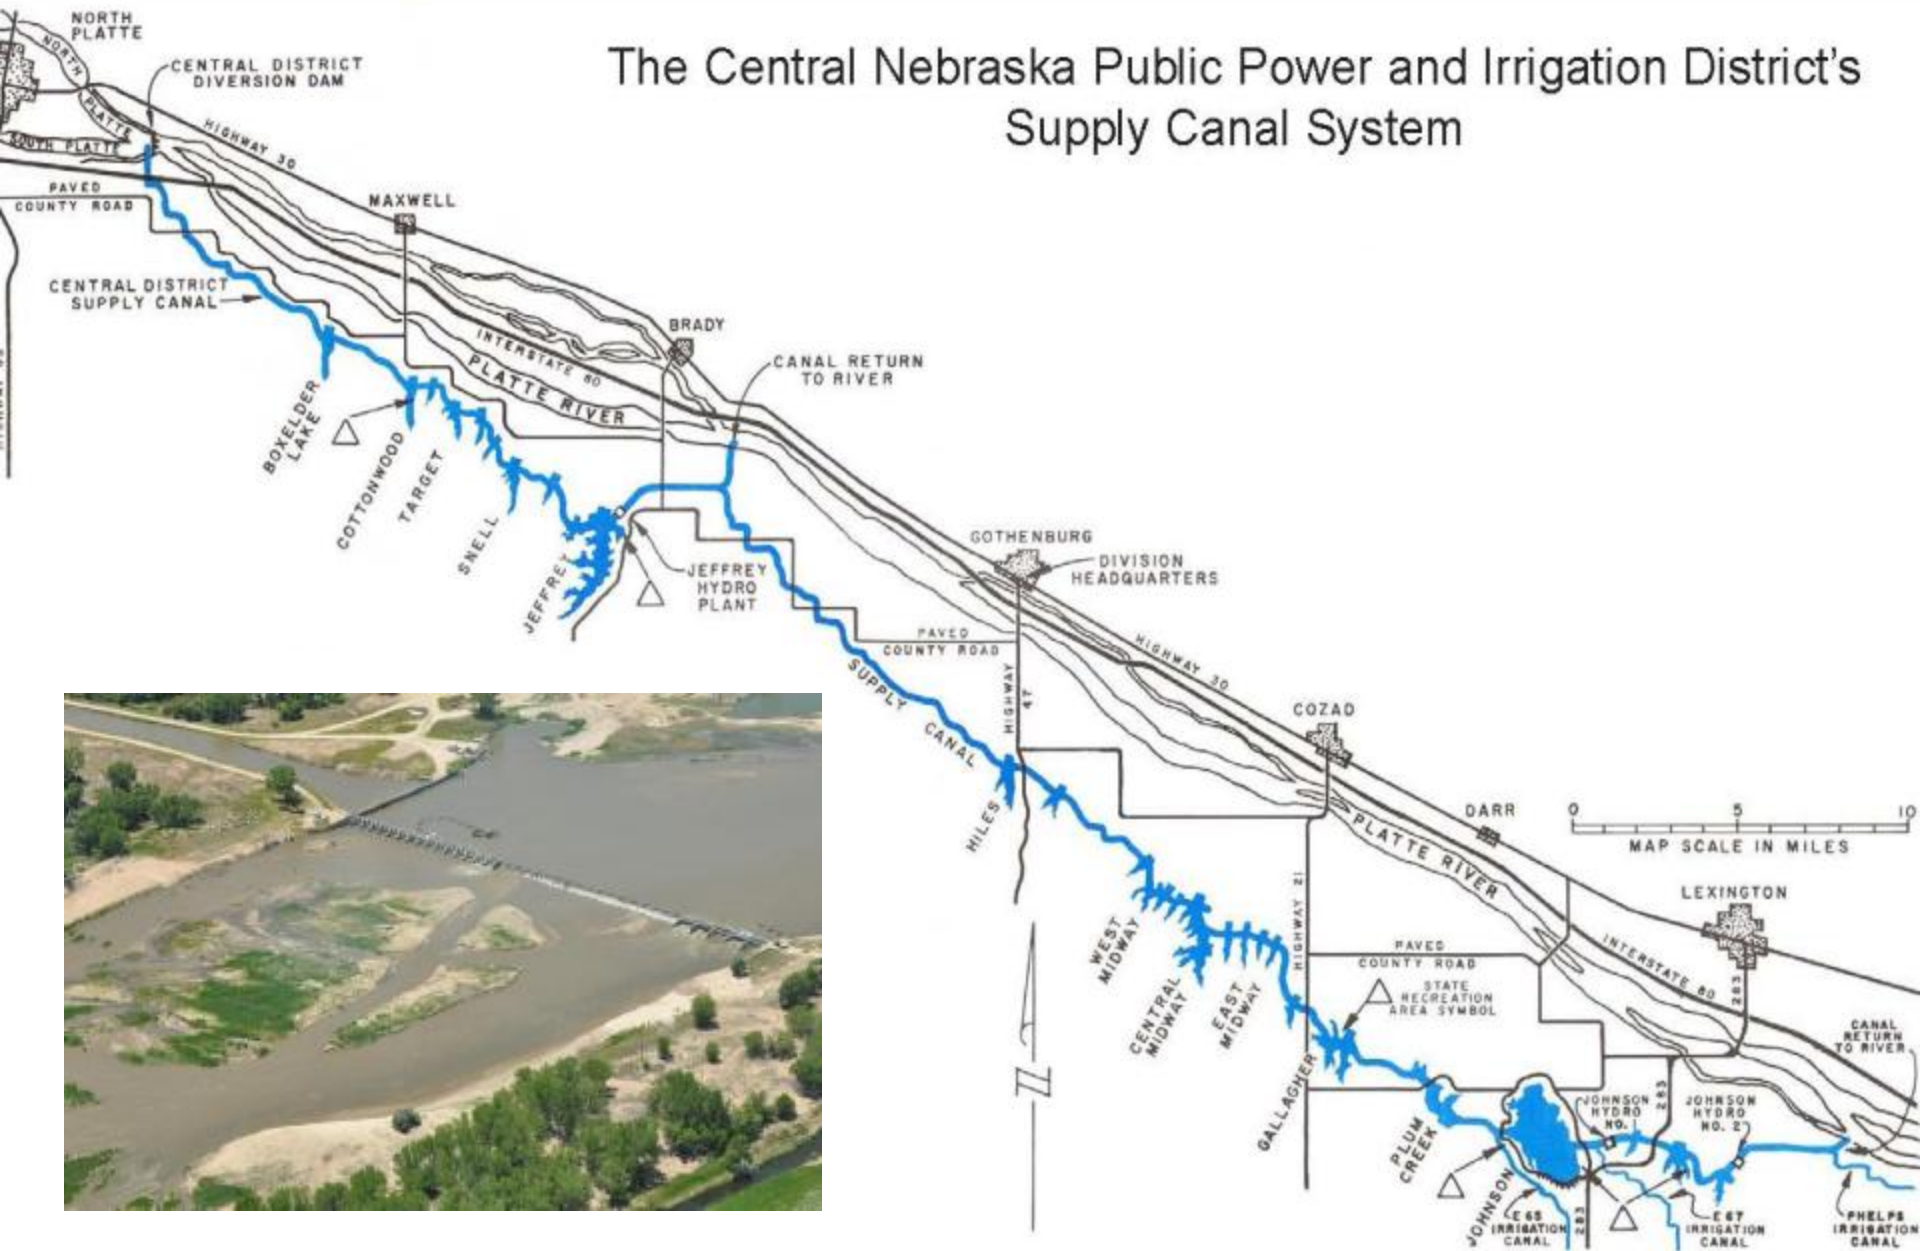 The Central Nebraska Public Power and Irrigation District's
Supply Canal System
NORTH
PLATTE
NORTH
PLATTE
SOUTH PLATTE
CENTRAL DISTRICT
DIVERSION DAM
HIGHWAY 30
PAVED
COUNTY ROAD
MAXWELL
CENTRAL DISTRICT
SUPPLY CANAL
BRADY
INTERSTATE 80
PLATTE RIVER
CANAL RETURN
TO RIVER
BOXELDER
LAKE
COTTONWOOD
TARGET
SNELL
JEFFREY
JEFFREY
HYDRO
PLANT
GOTHENBURG
DIVISION
HEADQUARTERS
PAVED
COUNTY ROAD
HIGHWAY 30
HIGHWAY
47
SUPPLY CANAL
COZAD
HILES
DARR
0 5 10
MAP SCALE IN MILES
PLATTE RIVER
LEXINGTON
HIGHWAY 21
WEST
MIDWAY
CENTRAL
MIDWAY
EAST
MIDWAY
PAVED
COUNTY ROAD
INTERSTATE 80
283
STATE
RECREATION
AREA SYMBOL
CANAL
RETURN
TO RIVER
GALLAGHER
PLUM
CREEK
JOHNSON
HYDRO
NO. 1
283
JOHNSON
HYDRO
NO. 2
JOHNSON
E 65
IRRIGATION
CANAL
283
E 67
IRRIGATION
CANAL
PHELPS
IRRIGATION
CANAL